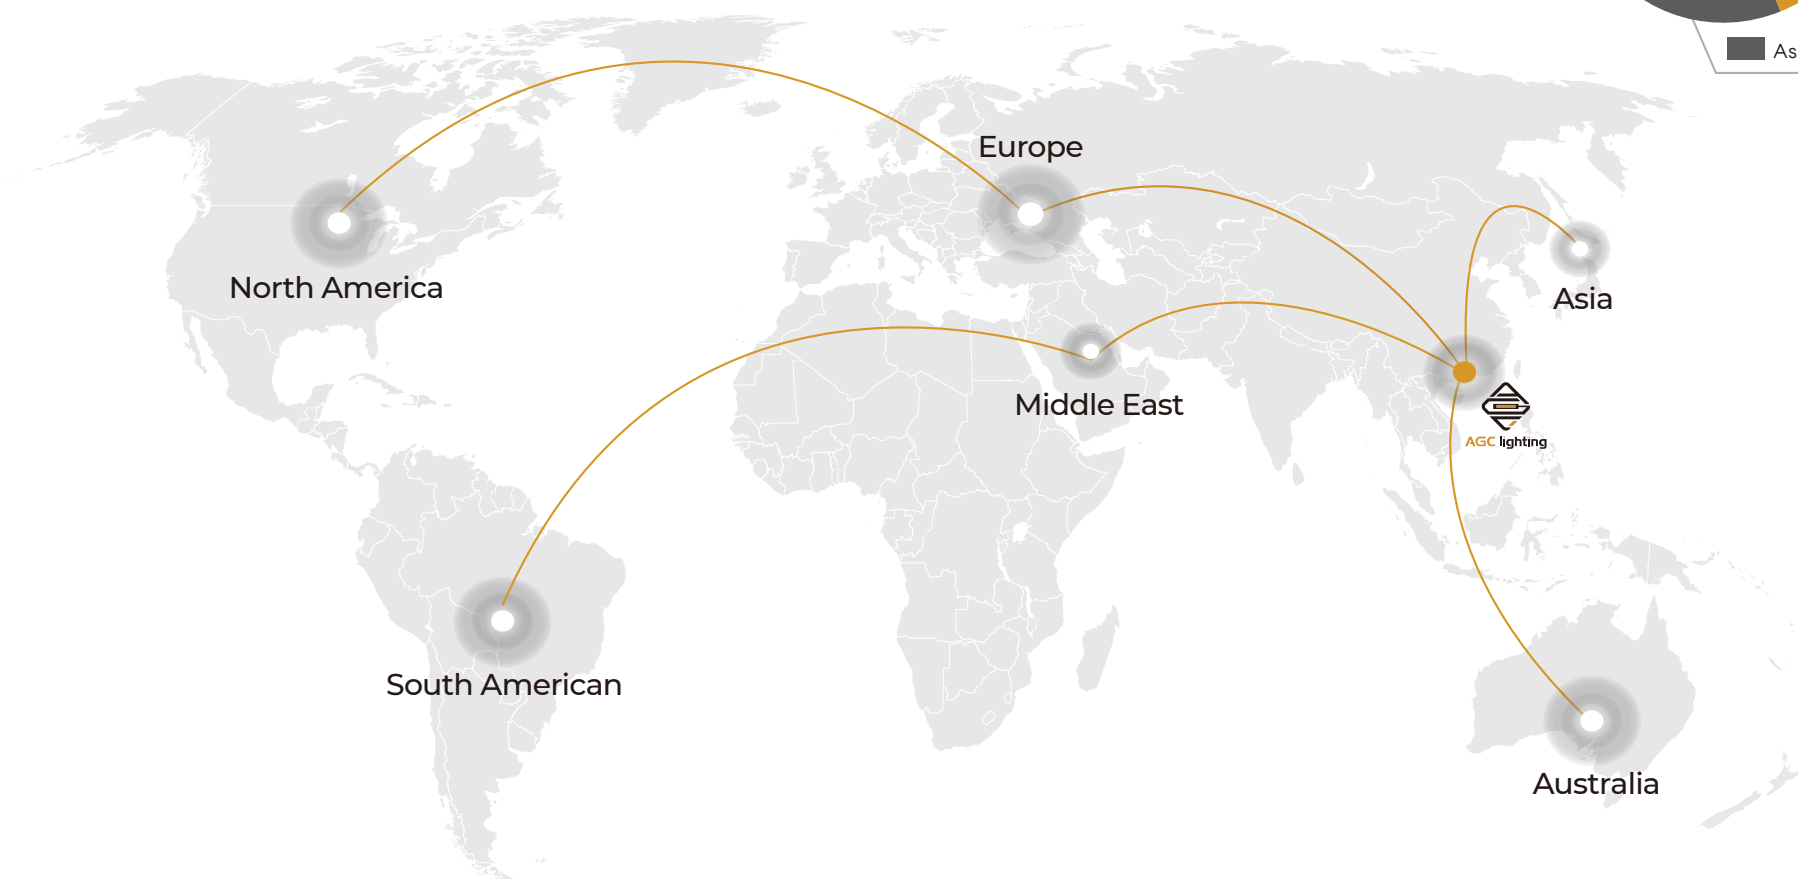 As
Europe
North America
Asia
Middle East
AGC lighting
South American
Australia